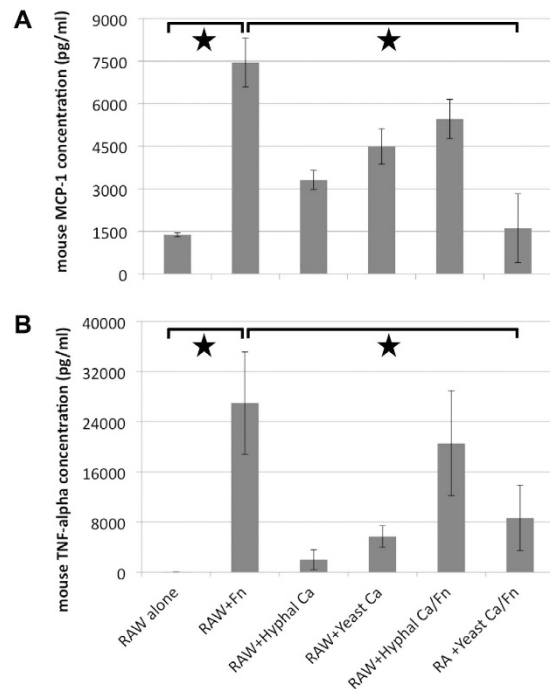 A
mouse MCP-1 concentration (pg/ml)
9000
7500
6000
4500
3000
1500
0
B
mouse TNF-alpha concentration (pg/ml)
40000
32000
24000
16000
8000
0
RAW alone
RAW+Fn
RAW+Hyphal Ca
RAW+Yeast Ca
RAW+Hyphal Ca/Fn
RA +Yeast Ca/Fn